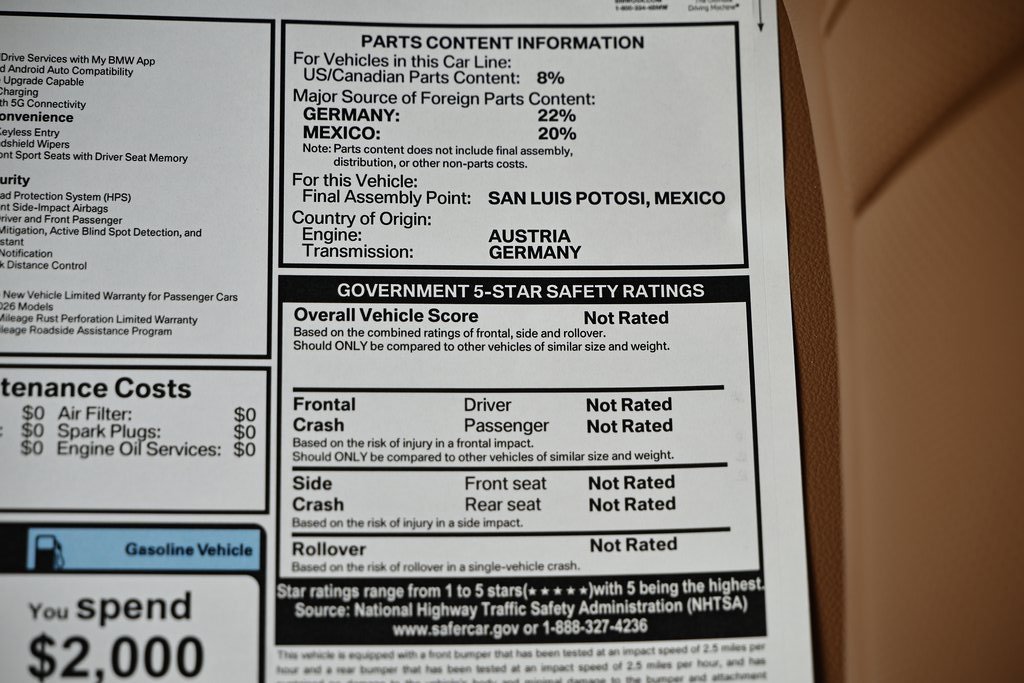 1-800-334-4BMW
Driving Machine®
Drive Services with My BMW App
d Android Auto Compatibility
Upgrade Capable
Charging
th 5G Connectivity
onvenience
Keyless Entry
dshield Wipers
ont Sport Seats with Driver Seat Memory
urity
ad Protection System (HPS)
nt Side-Impact Airbags
river and Front Passenger
Mitigation, Active Blind Spot Detection, and
stant
Notification
k Distance Control
New Vehicle Limited Warranty for Passenger Cars
026 Models
Mileage Rust Perforation Limited Warranty
ileage Roadside Assistance Program
tenance Costs
$0 Air Filter: $0
: $0 Spark Plugs: $0
$0 Engine Oil Services: $0
Gasoline Vehicle
You spend
$2,000
PARTS CONTENT INFORMATION
For Vehicles in this Car Line:
US/Canadian Parts Content: 8%
Major Source of Foreign Parts Content:
GERMANY: 22%
MEXICO: 20%
Note: Parts content does not include final assembly,
distribution, or other non-parts costs.
For this Vehicle:
Final Assembly Point: SAN LUIS POTOSI, MEXICO
Country of Origin:
Engine: AUSTRIA
Transmission: GERMANY
GOVERNMENT 5-STAR SAFETY RATINGS
Overall Vehicle Score Not Rated
Based on the combined ratings of frontal, side and rollover.
Should ONLY be compared to other vehicles of similar size and weight.
Frontal Driver Not Rated
Crash Passenger Not Rated
Based on the risk of injury in a frontal impact.
Should ONLY be compared to other vehicles of similar size and weight.
Side Front seat Not Rated
Crash Rear seat Not Rated
Based on the risk of injury in a side impact.
Rollover Not Rated
Based on the risk of rollover in a single-vehicle crash.
Star ratings range from 1 to 5 stars(★★★★★)with 5 being the highest.
Source: National Highway Traffic Safety Administration (NHTSA)
www.safercar.gov or 1-888-327-4236
This vehicle is equipped with a front bumper that has been tested at an impact speed of 2.5 miles per
hour and a rear bumper that has been tested at an impact speed of 2.5 miles per hour, and has